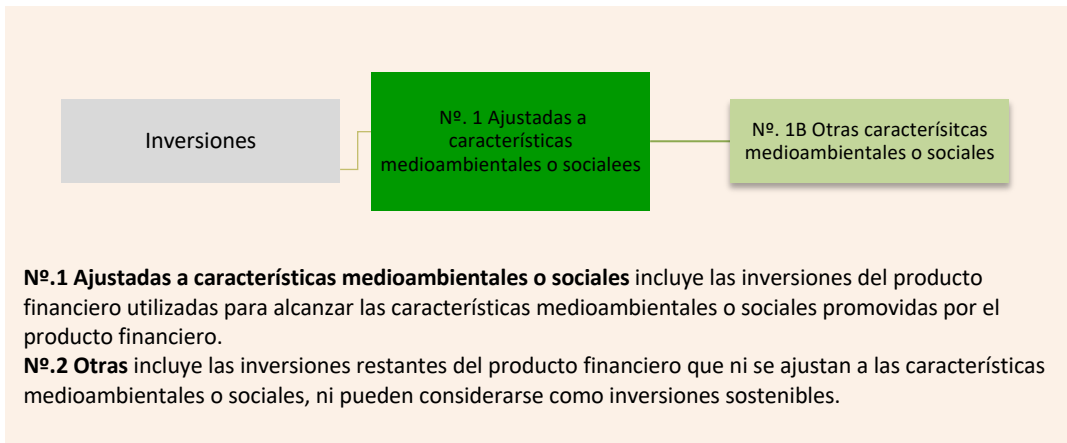 Inversiones
Nº. 1 Ajustadas a
características
medioambientales o socialees
Nº. 1B Otras caracterísitcas
medioambientales o sociales
Nº.1 Ajustadas a características medioambientales o sociales incluye las inversiones del producto
financiero utilizadas para alcanzar las características medioambientales o sociales promovidas por el
producto financiero.
Nº.2 Otras incluye las inversiones restantes del producto financiero que ni se ajustan a las características
medioambientales o sociales, ni pueden considerarse como inversiones sostenibles.